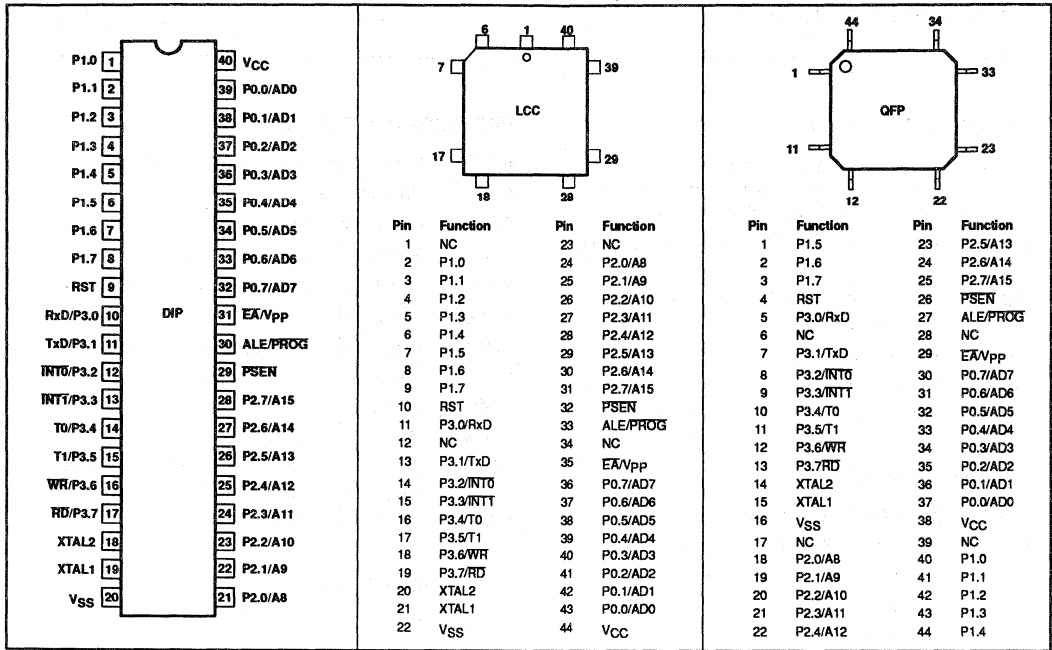 P1.0 1 40 VCC
P1.1 2 39 P0.0/AD0
P1.2 3 38 P0.1/AD1
P1.3 4 37 P0.2/AD2
P1.4 5 36 P0.3/AD3
P1.5 6 35 P0.4/AD4
P1.6 7 34 P0.5/AD5
P1.7 8 33 P0.6/AD6
RST 9 32 P0.7/AD7
RxD/P3.0 10 DIP 31 EA/VPP
TxD/P3.1 11 30 ALE/PROG
INT0/P3.2 12 29 PSEN
INT1/P3.3 13 28 P2.7/A15
T0/P3.4 14 27 P2.6/A14
T1/P3.5 15 26 P2.5/A13
WR/P3.6 16 25 P2.4/A12
RD/P3.7 17 24 P2.3/A11
XTAL2 18 23 P2.2/A10
XTAL1 19 22 P2.1/A9
VSS 20 21 P2.0/A8
6 1 40
7 39
LCC
17 29
18 28
Pin Function Pin Function
1 NC 23 NC
2 P1.0 24 P2.0/A8
3 P1.1 25 P2.1/A9
4 P1.2 26 P2.2/A10
5 P1.3 27 P2.3/A11
6 P1.4 28 P2.4/A12
7 P1.5 29 P2.5/A13
8 P1.6 30 P2.6/A14
9 P1.7 31 P2.7/A15
10 RST 32 PSEN
11 P3.0/RxD 33 ALE/PROG
12 NC 34 NC
13 P3.1/TxD 35 EA/VPP
14 P3.2/INT0 36 P0.7/AD7
15 P3.3/INT1 37 P0.6/AD6
16 P3.4/T0 38 P0.5/AD5
17 P3.5/T1 39 P0.4/AD4
18 P3.6/WR 40 P0.3/AD3
19 P3.7/RD 41 P0.2/AD2
20 XTAL2 42 P0.1/AD1
21 XTAL1 43 P0.0/AD0
22 VSS 44 VCC
44 34
1 33
QFP
11 23
12 22
Pin Function Pin Function
1 P1.5 23 P2.5/A13
2 P1.6 24 P2.6/A14
3 P1.7 25 P2.7/A15
4 RST 26 PSEN
5 P3.0/RxD 27 ALE/PROG
6 NC 28 NC
7 P3.1/TxD 29 EA/VPP
8 P3.2/INT0 30 P0.7/AD7
9 P3.3/INT1 31 P0.6/AD6
10 P3.4/T0 32 P0.5/AD5
11 P3.5/T1 33 P0.4/AD4
12 P3.6/WR 34 P0.3/AD3
13 P3.7RD 35 P0.2/AD2
14 XTAL2 36 P0.1/AD1
15 XTAL1 37 P0.0/AD0
16 VSS 38 VCC
17 NC 39 NC
18 P2.0/A8 40 P1.0
19 P2.1/A9 41 P1.1
20 P2.2/A10 42 P1.2
21 P2.3/A11 43 P1.3
22 P2.4/A12 44 P1.4